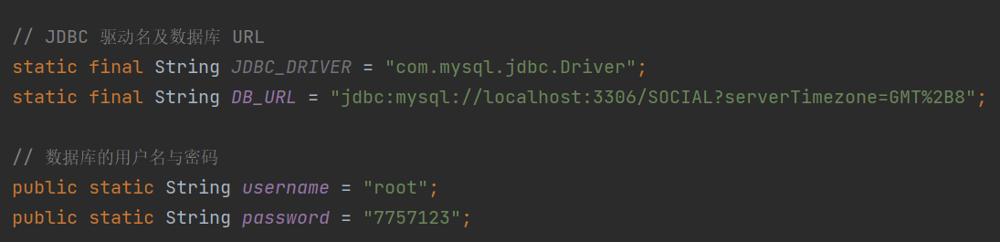 // JDBC 驱动名及数据库 URL
static final String JDBC_DRIVER = "com.mysql.jdbc.Driver";
static final String DB_URL = "jdbc:mysql://localhost:3306/SOCIAL?serverTimezone=GMT%2B8";
// 数据库的用户名与密码
public static String username = "root";
public static String password = "7757123";